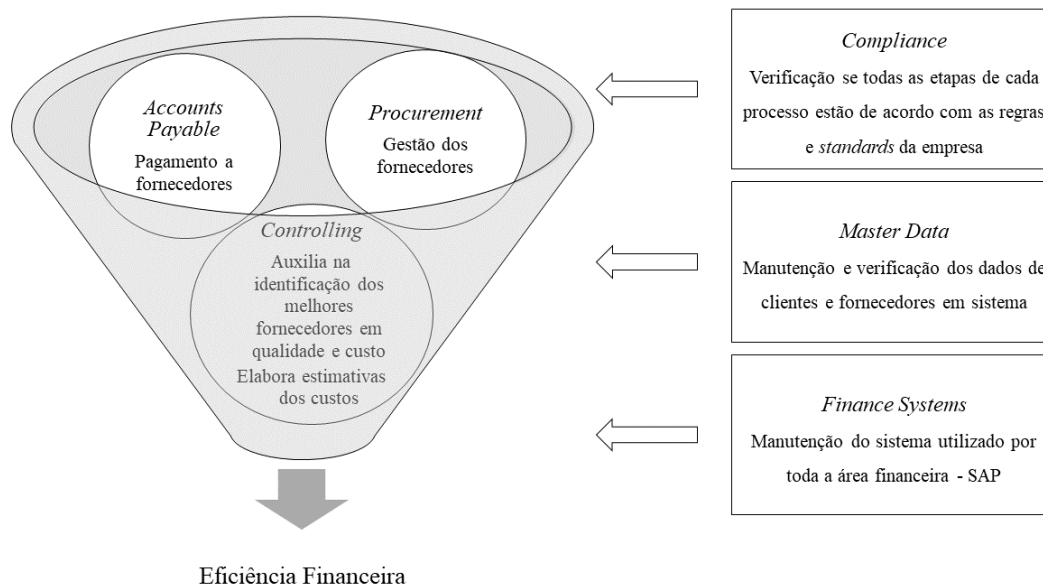 Accounts
Payable
Pagamento a
fornecedores
Procurement
Gestão dos
fornecedores
Controlling
Auxilia na
identificação dos
melhores
fornecedores em
qualidade e custo
Elabora estimativas
dos custos
Eficiência Financeira
Compliance
Verificação se todas as etapas de cada
processo estão de acordo com as regras
e standards da empresa
Master Data
Manutenção e verificação dos dados de
clientes e fornecedores em sistema
Finance Systems
Manutenção do sistema utilizado por
toda a área financeira - SAP